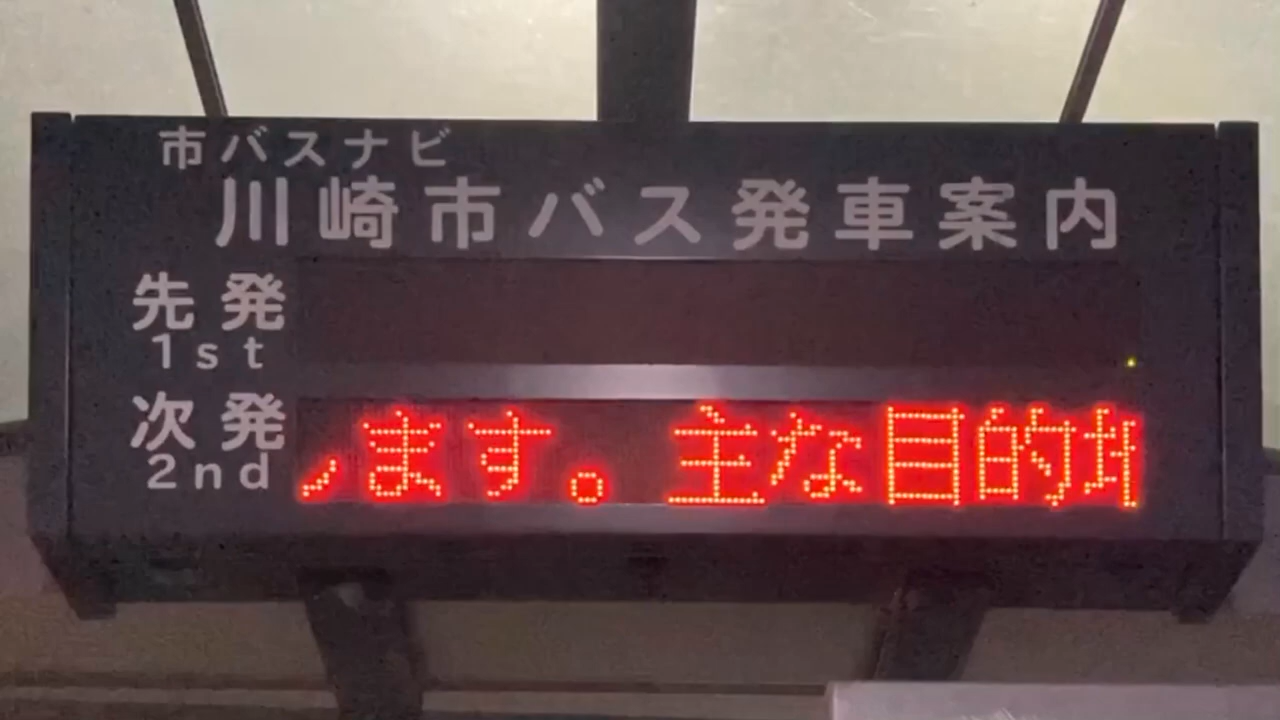 市バスナビ
川崎市バス発車案内
先発
1st
次発
2nd
ます。主な目的